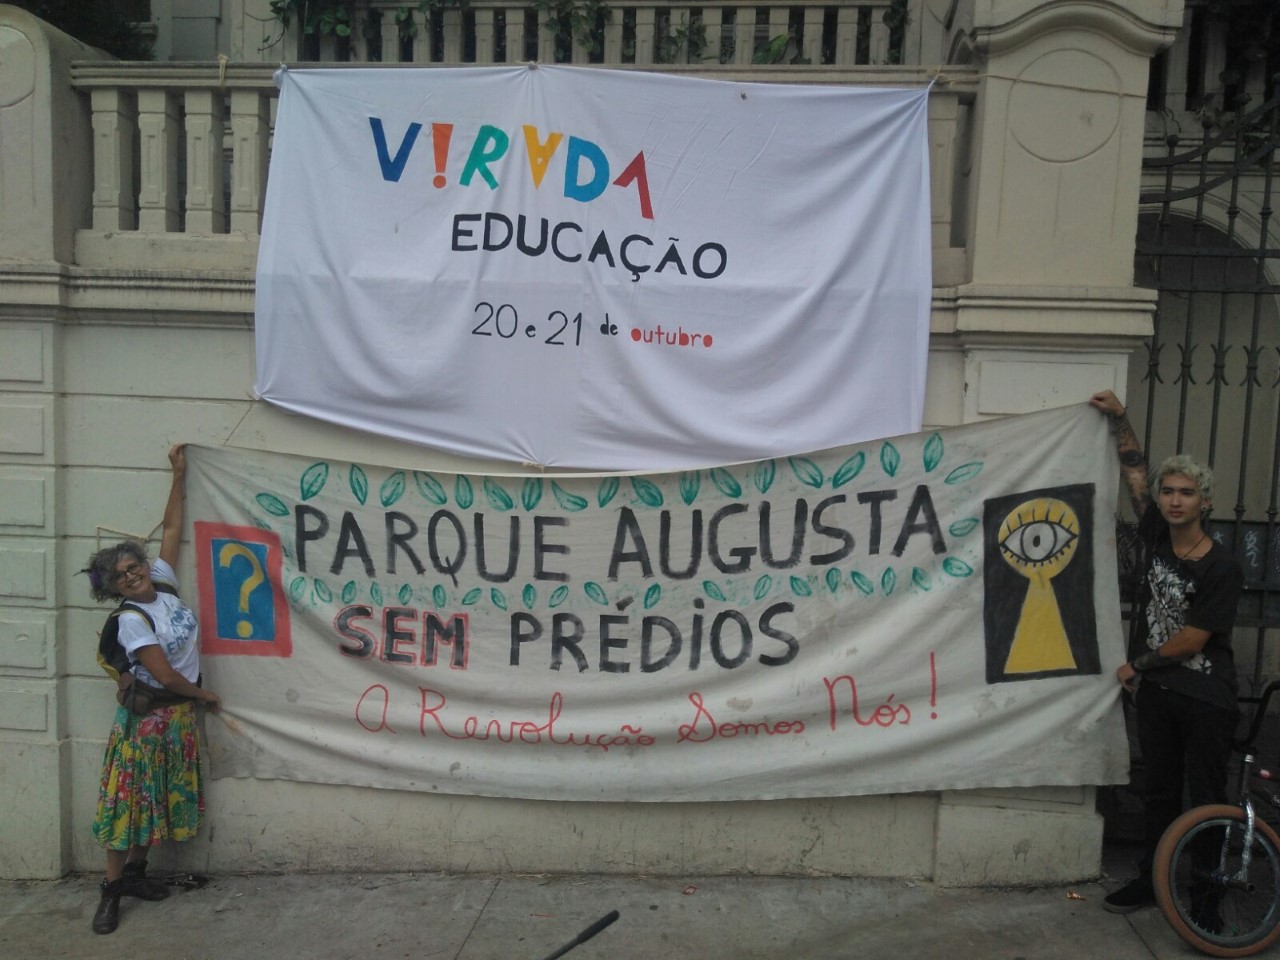 V!RADA
EDUCAÇÃO
20 e 21 de outubro
?
PARQUE AUGUSTA
SEM PRÉDIOS
A Revolução Somos Nós!